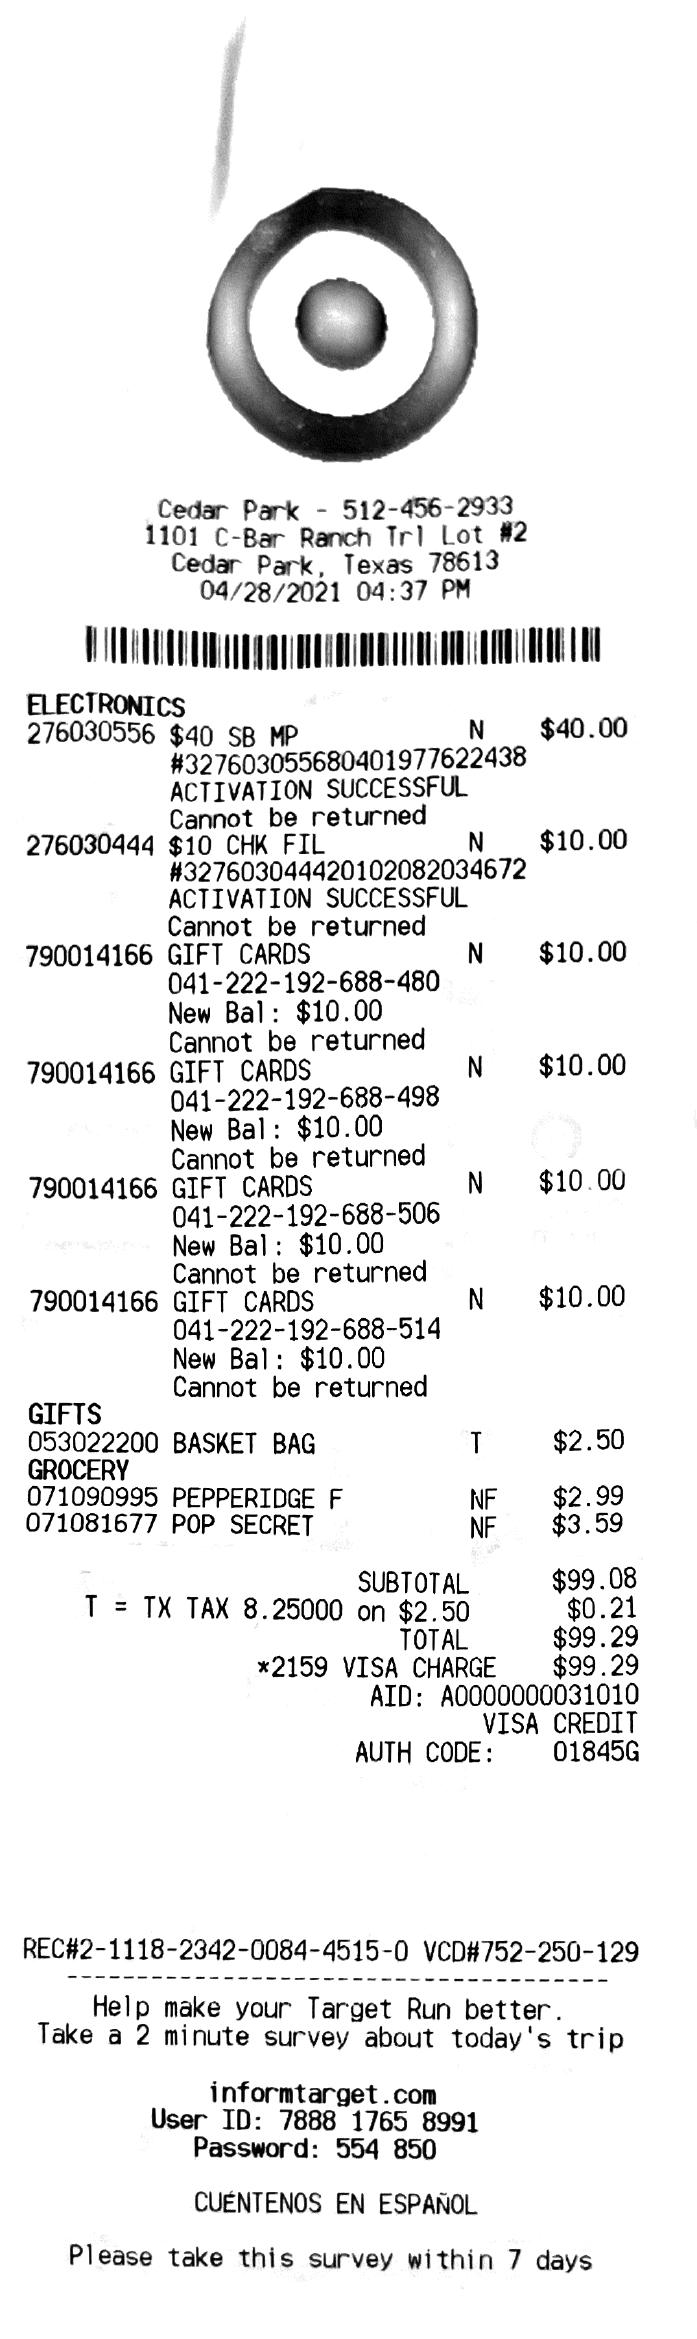 Cedar Park - 512-456-2933
1101 C-Bar Ranch Trl Lot #2
Cedar Park, Texas 78613
04/28/2021 04:37 PM
ELECTRONICS
276030556 $40 SB MP N $40.00
#3276030556804019776 22438
ACTIVATION SUCCESSFUL
Cannot be returned
276030444 $10 CHK FIL N $10.00
#327603044420102082034672
ACTIVATION SUCCESSFUL
Cannot be returned
790014166 GIFT CARDS N $10.00
041-222-192-688-480
New Bal: $10.00
Cannot be returned
790014166 GIFT CARDS N $10.00
041-222-192-688-498
New Bal: $10.00
Cannot be returned
790014166 GIFT CARDS N $10.00
041-222-192-688-506
New Bal: $10.00
Cannot be returned
790014166 GIFT CARDS N $10.00
041-222-192-688-514
New Bal: $10.00
Cannot be returned
GIFTS
053022200 BASKET BAG T $2.50
GROCERY
071090995 PEPPERIDGE F NF $2.99
071081677 POP SECRET NF $3.59
SUBTOTAL $99.08
T = TX TAX 8.25000 on $2.50 $0.21
TOTAL $99.29
*2159 VISA CHARGE $99.29
AID: A0000000031010
VISA CREDIT
AUTH CODE: 01845G
REC#2-1118-2342-0084-4515-0 VCD#752-250-129
--------------------------------------
Help make your Target Run better.
Take a 2 minute survey about today's trip
informtarget.com
User ID: 7888 1765 8991
Password: 554 850
CUÉNTENOS EN ESPAÑOL
Please take this survey within 7 days